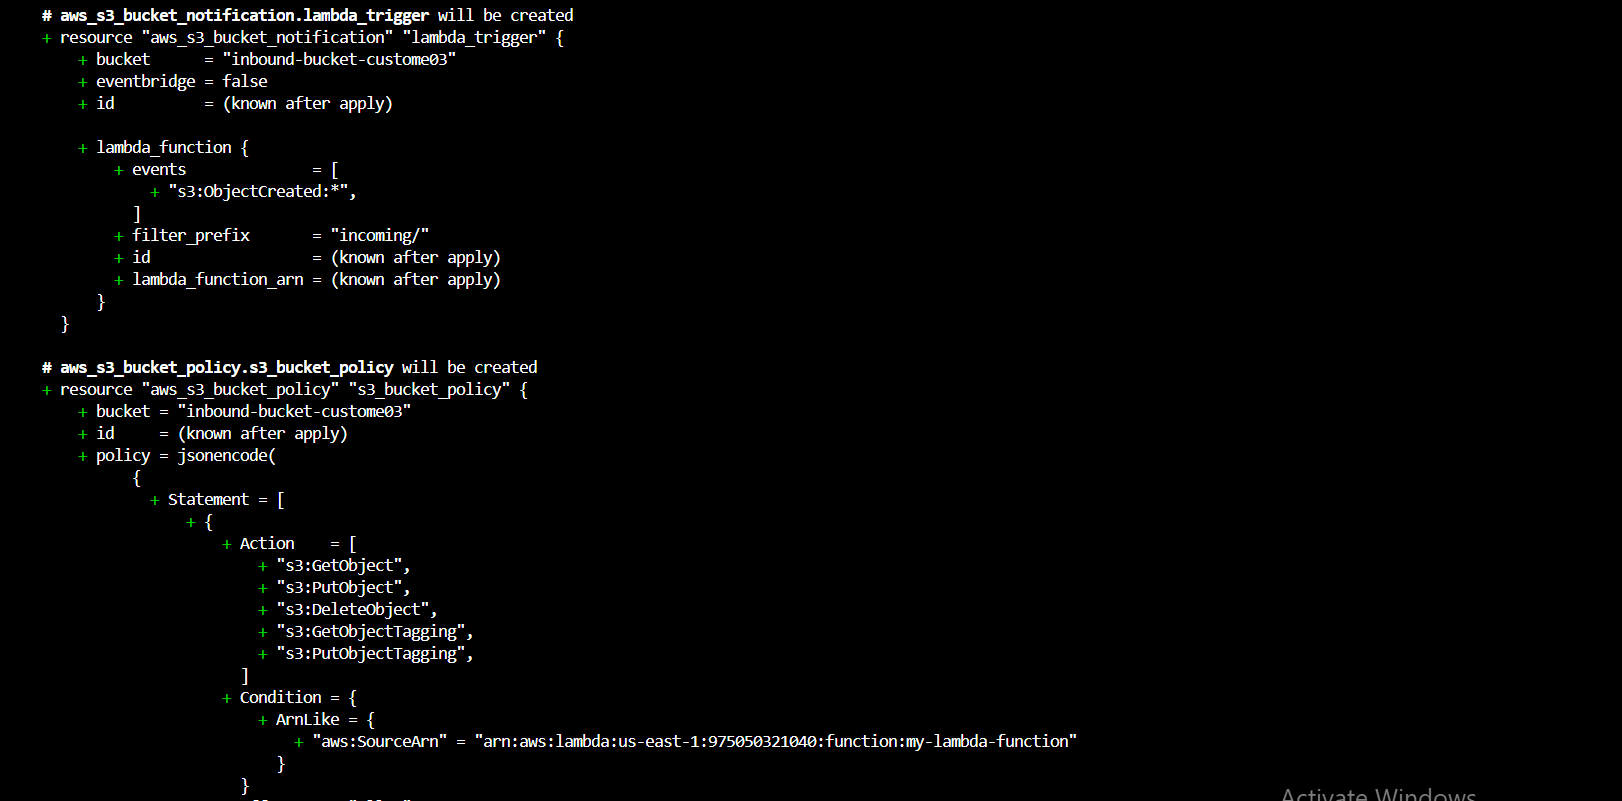 # aws_s3_bucket_notification.lambda_trigger will be created
+ resource "aws_s3_bucket_notification" "lambda_trigger" {
+ bucket      = "inbound-bucket-custome03"
+ eventbridge = false
+ id          = (known after apply)
+ lambda_function {
+ events              = [
+ "s3:ObjectCreated:*",
]
+ filter_prefix       = "incoming/"
+ id                  = (known after apply)
+ lambda_function_arn = (known after apply)
}
}
# aws_s3_bucket_policy.s3_bucket_policy will be created
+ resource "aws_s3_bucket_policy" "s3_bucket_policy" {
+ bucket = "inbound-bucket-custome03"
+ id     = (known after apply)
+ policy = jsonencode(
{
+ Statement = [
+ {
+ Action    = [
+ "s3:GetObject",
+ "s3:PutObject",
+ "s3:DeleteObject",
+ "s3:GetObjectTagging",
+ "s3:PutObjectTagging",
]
+ Condition = {
+ ArnLike = {
+ "aws:SourceArn" = "arn:aws:lambda:us-east-1:975050321040:function:my-lambda-function"
}
}
Activate Windows